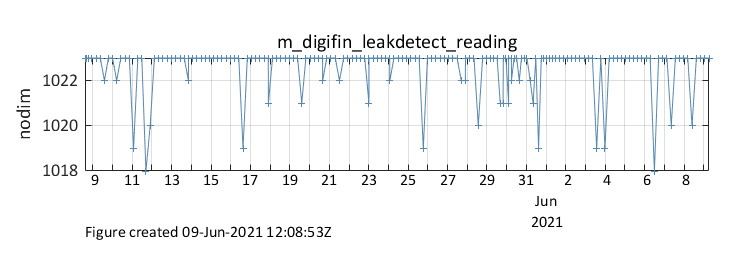 m_digifin_leakdetect_reading
nodim
1022
1020
1018
9 11 13 15 17 19 21 23 25 27 29 31 2 4 6 8
Jun
2021
Figure created 09-Jun-2021 12:08:53Z